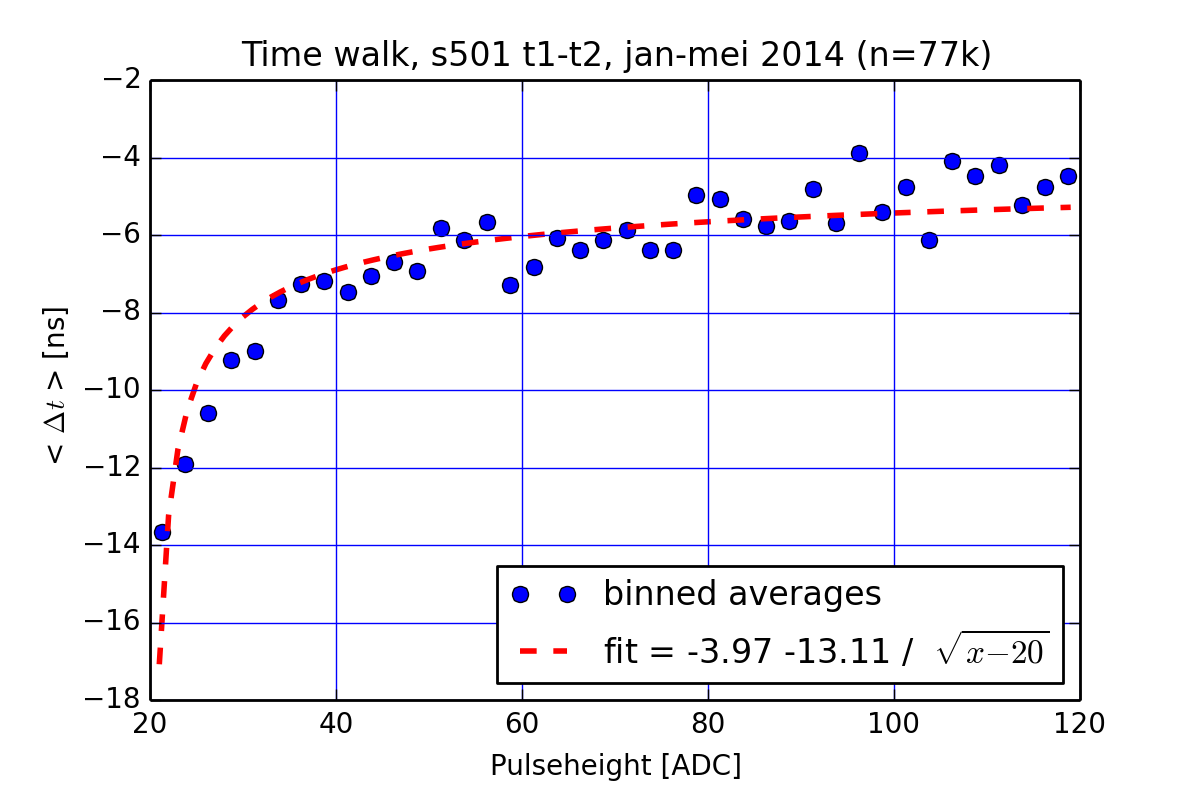 Time walk, s501 t1-t2, jan-mei 2014 (n=77k)
−2
−4
−6
−8
−10
−12
−14
−16
−18
< Δt > [ns]
binned averages
fit = -3.97 -13.11 / √x−20
20 40 60 80 100 120
Pulseheight [ADC]